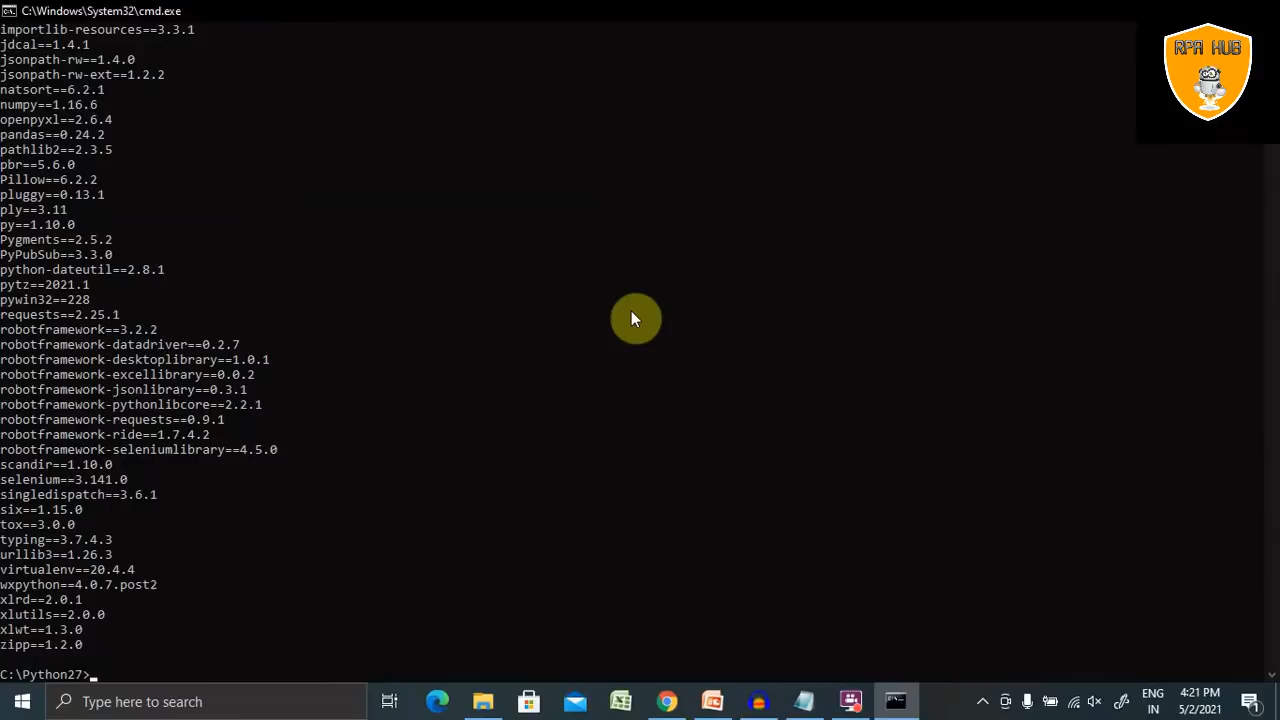 C:\Windows\System32\cmd.exe
importlib-resources==3.3.1
jdcal==1.4.1
jsonpath-rw==1.4.0
jsonpath-rw-ext==1.2.2
natsort==6.2.1
numpy==1.16.6
openpyxl==2.6.4
pandas==0.24.2
pathlib2==2.3.5
pbr==5.6.0
Pillow==6.2.2
pluggy==0.13.1
ply==3.11
py==1.10.0
Pygments==2.5.2
PyPubSub==3.3.0
python-dateutil==2.8.1
pytz==2021.1
pywin32==228
requests==2.25.1
robotframework==3.2.2
robotframework-datadriver==0.2.7
robotframework-desktoplibrary==1.0.1
robotframework-excellibrary==0.0.2
robotframework-jsonlibrary==0.3.1
robotframework-pythonlibcore==2.2.1
robotframework-requests==0.9.1
robotframework-ride==1.7.4.2
robotframework-seleniumlibrary==4.5.0
scandir==1.10.0
selenium==3.141.0
singledispatch==3.6.1
six==1.15.0
tox==3.0.0
typing==3.7.4.3
urllib3==1.26.3
virtualenv==20.4.4
wxpython==4.0.7.post2
xlrd==2.0.1
xlutils==2.0.0
xlwt==1.3.0
zipp==1.2.0
C:\Python27>
RPA HUB
Type here to search
ENG
IN
4:21 PM
5/2/2021
1